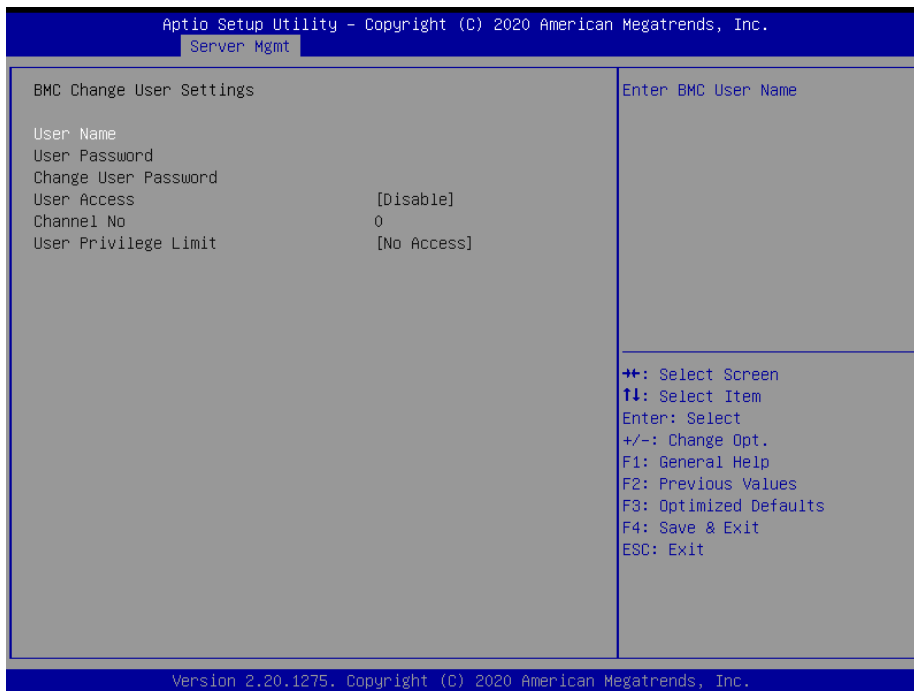 Aptio Setup Utility – Copyright (C) 2020 American Megatrends, Inc.
Server Mgmt
BMC Change User Settings
User Name
User Password
Change User Password
User Access [Disable]
Channel No 0
User Privilege Limit [No Access]
Enter BMC User Name
→←: Select Screen
↑↓: Select Item
Enter: Select
+/-: Change Opt.
F1: General Help
F2: Previous Values
F3: Optimized Defaults
F4: Save & Exit
ESC: Exit
Version 2.20.1275. Copyright (C) 2020 American Megatrends, Inc.